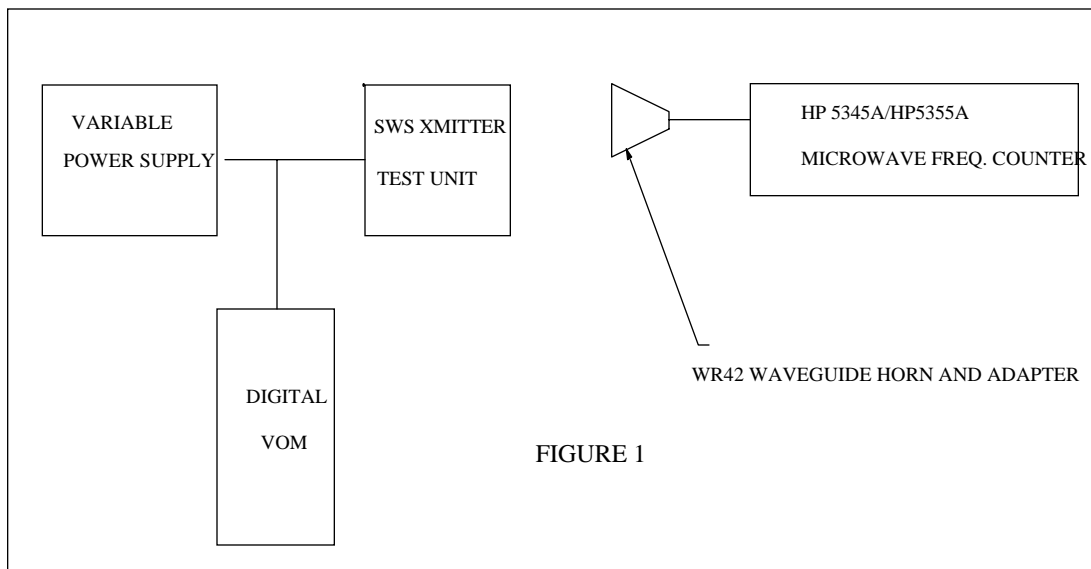 VARIABLE
POWER SUPPLY
SWS XMITTER
TEST UNIT
HP 5345A/HP5355A
MICROWAVE FREQ. COUNTER
WR42 WAVEGUIDE HORN AND ADAPTER
DIGITAL
VOM
FIGURE 1